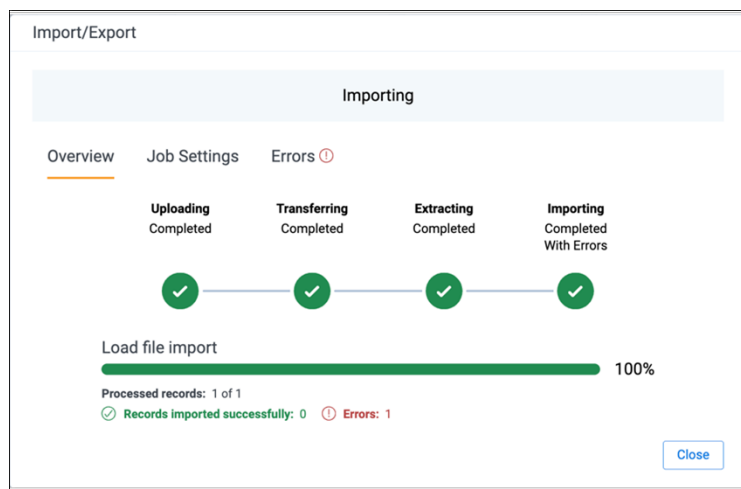 Import/Export
Importing
Overview Job Settings Errors
Uploading Transferring Extracting Importing
Completed Completed Completed Completed
With Errors
Load file import
100%
Processed records: 1 of 1
Records imported successfully: 0 Errors: 1
Close